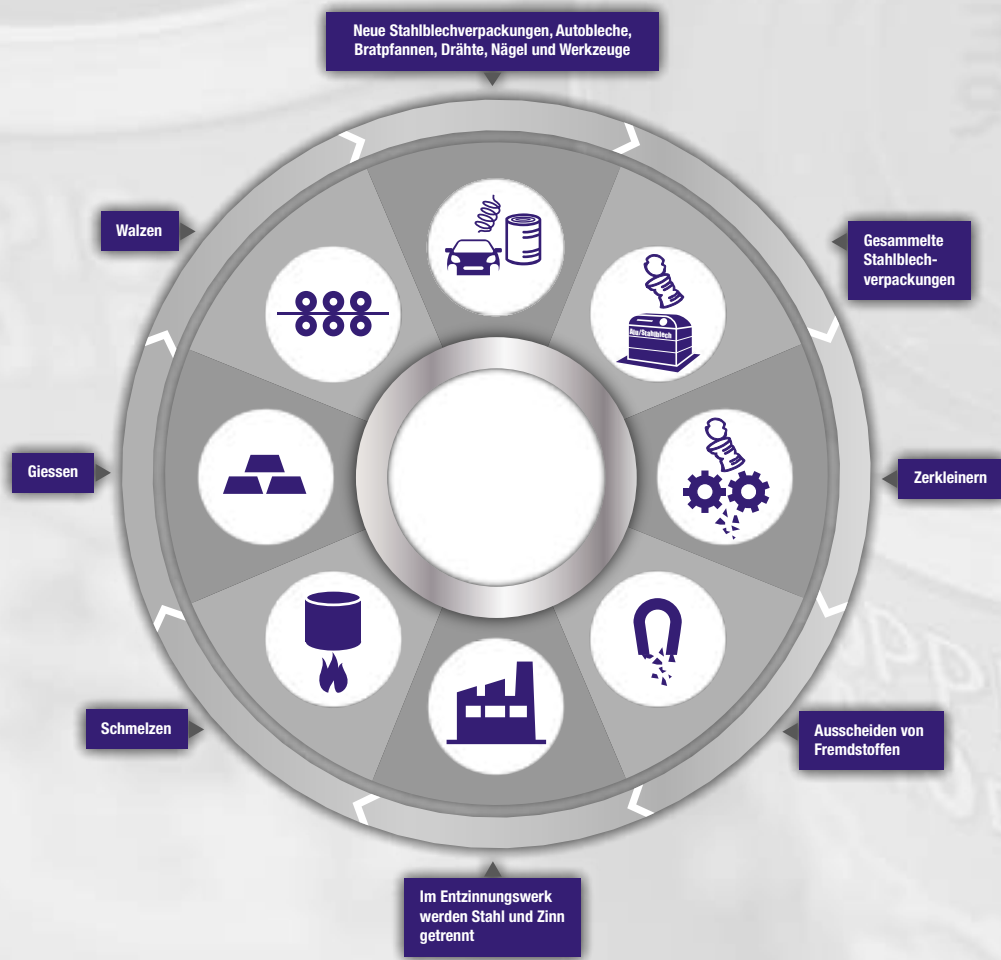 Neue Stahlblechverpackungen, Autobleche,
Bratpfannen, Drähte, Nägel und Werkzeuge
Gesammelte
Stahlblech-
verpackungen
Alu/Stahlblech
Zerkleinern
Ausscheiden von
Fremdstoffen
Im Entzinnungswerk
werden Stahl und Zinn
getrennt
Schmelzen
Giessen
Walzen